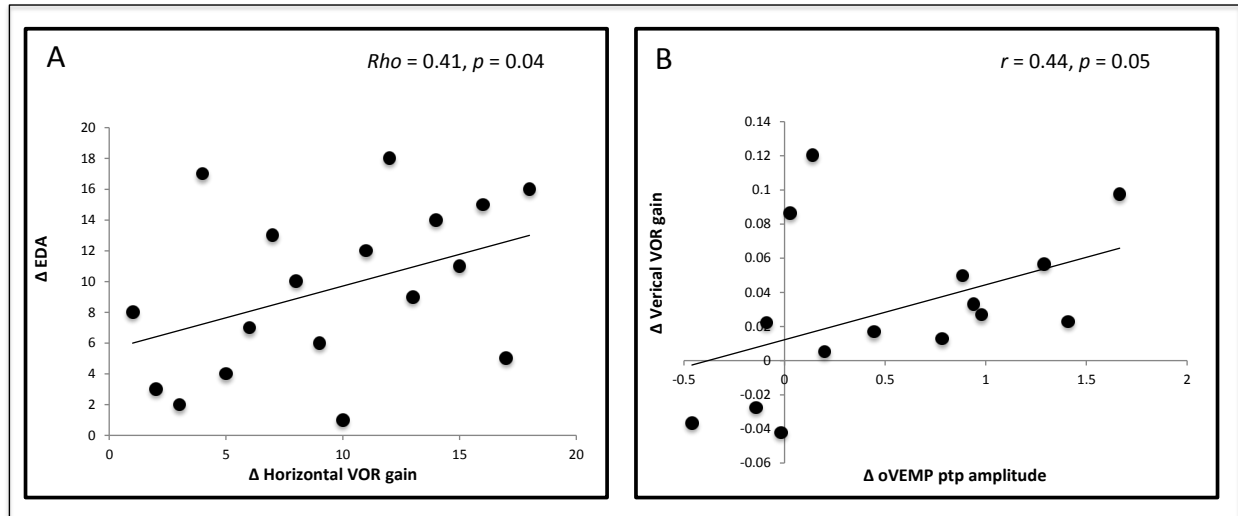 A
Rho = 0.41, p = 0.04
20
18
16
14
12
10
8
6
4
2
0
Δ EDA
0 5 10 15 20
Δ Horizontal VOR gain
B
r = 0.44, p = 0.05
0.14
0.12
0.1
0.08
0.06
0.04
0.02
0
-0.02
-0.04
-0.06
Δ Verical VOR gain
-0.5 0 0.5 1 1.5 2
Δ oVEMP ptp amplitude